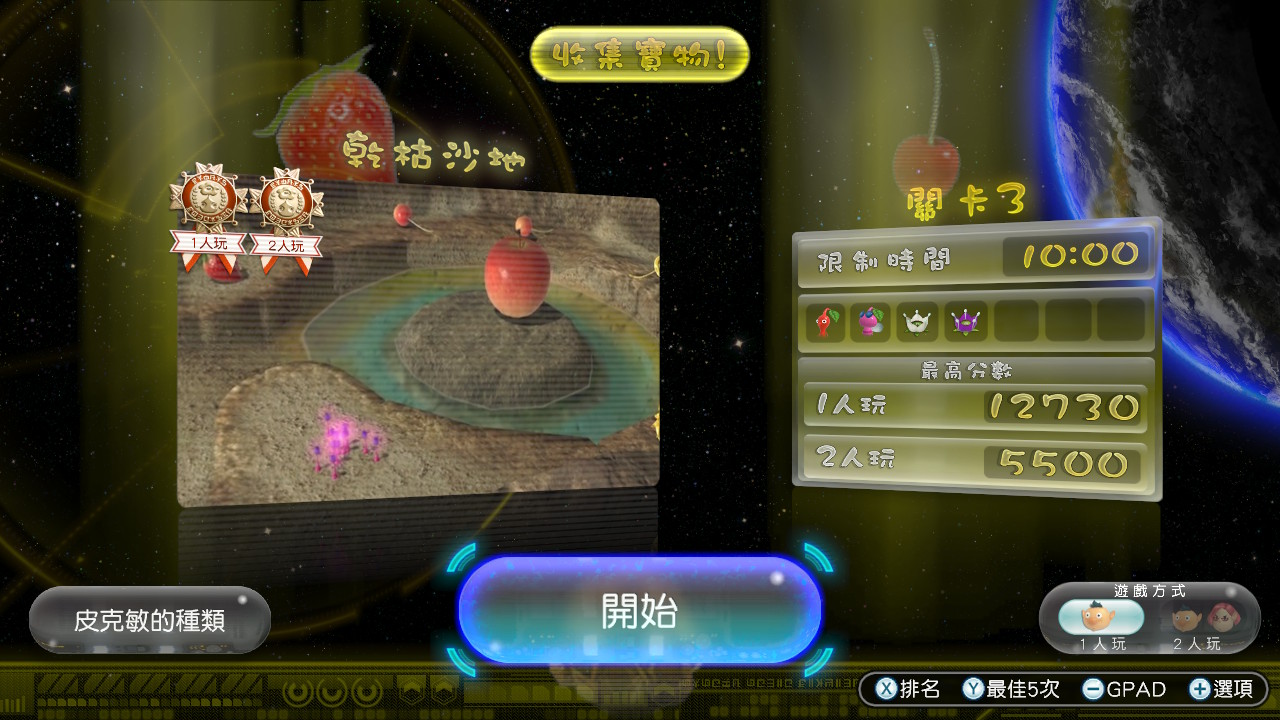 收集寶物!
乾枯沙地
1人玩
2人玩
關卡3
限制時間 10:00
最高分數
1人玩 12730
2人玩 5500
開始
皮克敏的種類
遊戲方式
1人玩 2人玩
X排名 Y最佳5次 −GPAD +選項